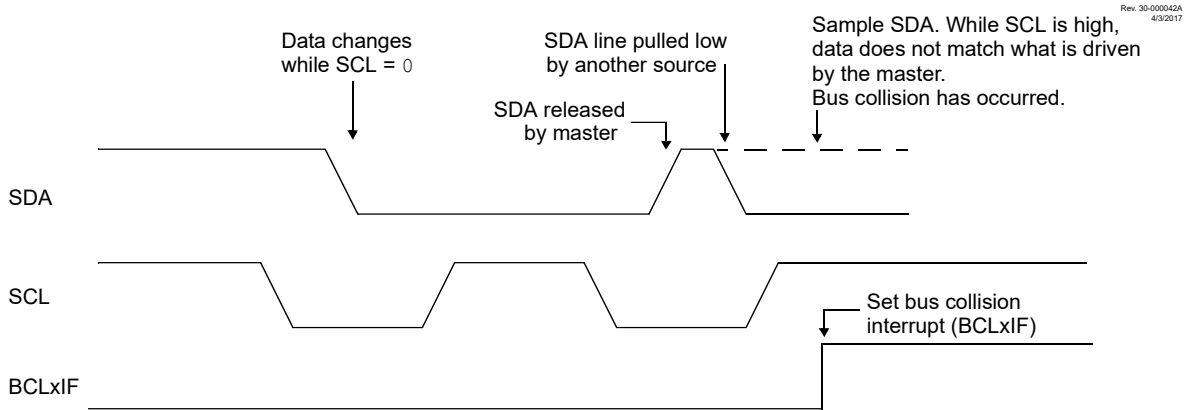 Rev. 30-000042A
4/3/2017
Data changes
while SCL = 0
SDA line pulled low
by another source
SDA released
by master
Sample SDA. While SCL is high,
data does not match what is driven
by the master.
Bus collision has occurred.
SDA
SCL
Set bus collision
interrupt (BCLxIF)
BCLxIF